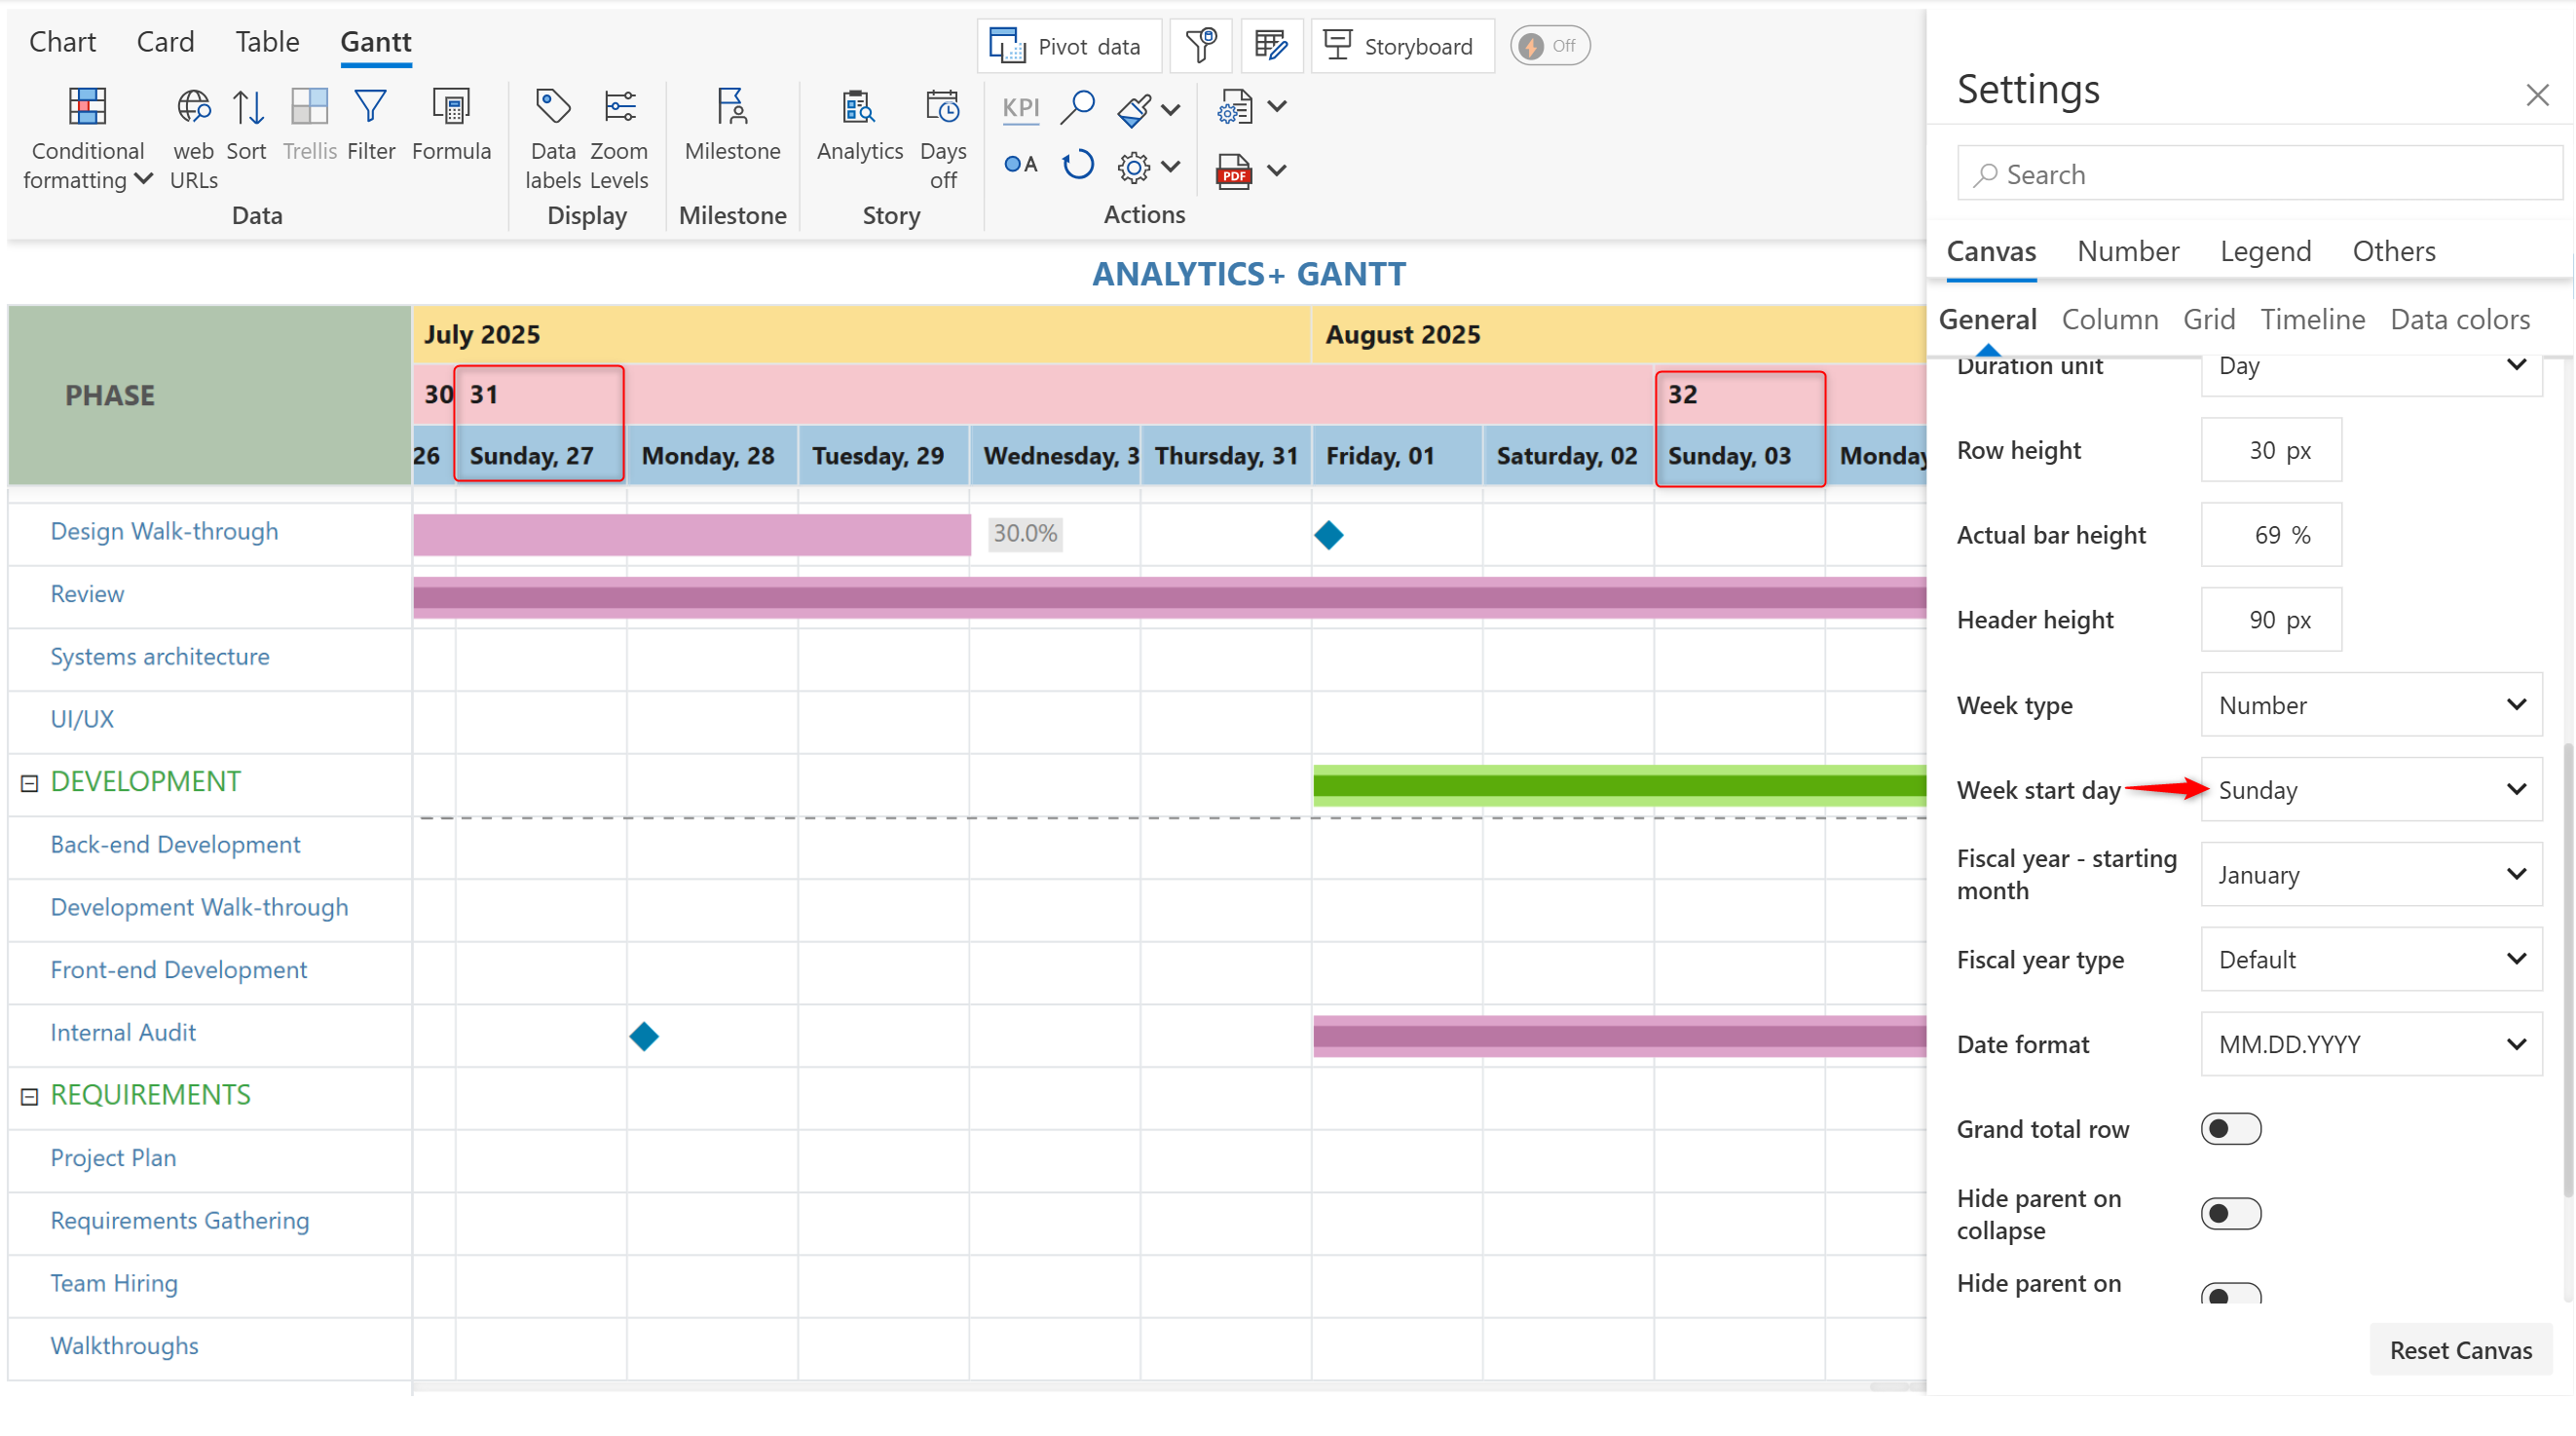 Chart Card Table Gantt
Pivot data
Storyboard
Off
Conditional formatting
web URLs
Sort
Trellis
Filter
Formula
Data labels
Zoom Levels
Milestone
Analytics
Days off
KPI
A
PDF
Data
Display
Milestone
Story
Actions
ANALYTICS+ GANTT
PHASE
July 2025
August 2025
30
31
32
26
Sunday, 27
Monday, 28
Tuesday, 29
Wednesday, 3
Thursday, 31
Friday, 01
Saturday, 02
Sunday, 03
Monday
Design Walk-through
30.0%
Review
Systems architecture
UI/UX
DEVELOPMENT
Back-end Development
Development Walk-through
Front-end Development
Internal Audit
REQUIREMENTS
Project Plan
Requirements Gathering
Team Hiring
Walkthroughs
Settings
Search
Canvas Number Legend Others
General Column Grid Timeline Data colors
Duration unit Day
Row height 30 px
Actual bar height 69 %
Header height 90 px
Week type Number
Week start day Sunday
Fiscal year - starting month January
Fiscal year type Default
Date format MM.DD.YYYY
Grand total row
Hide parent on collapse
Hide parent on
Reset Canvas